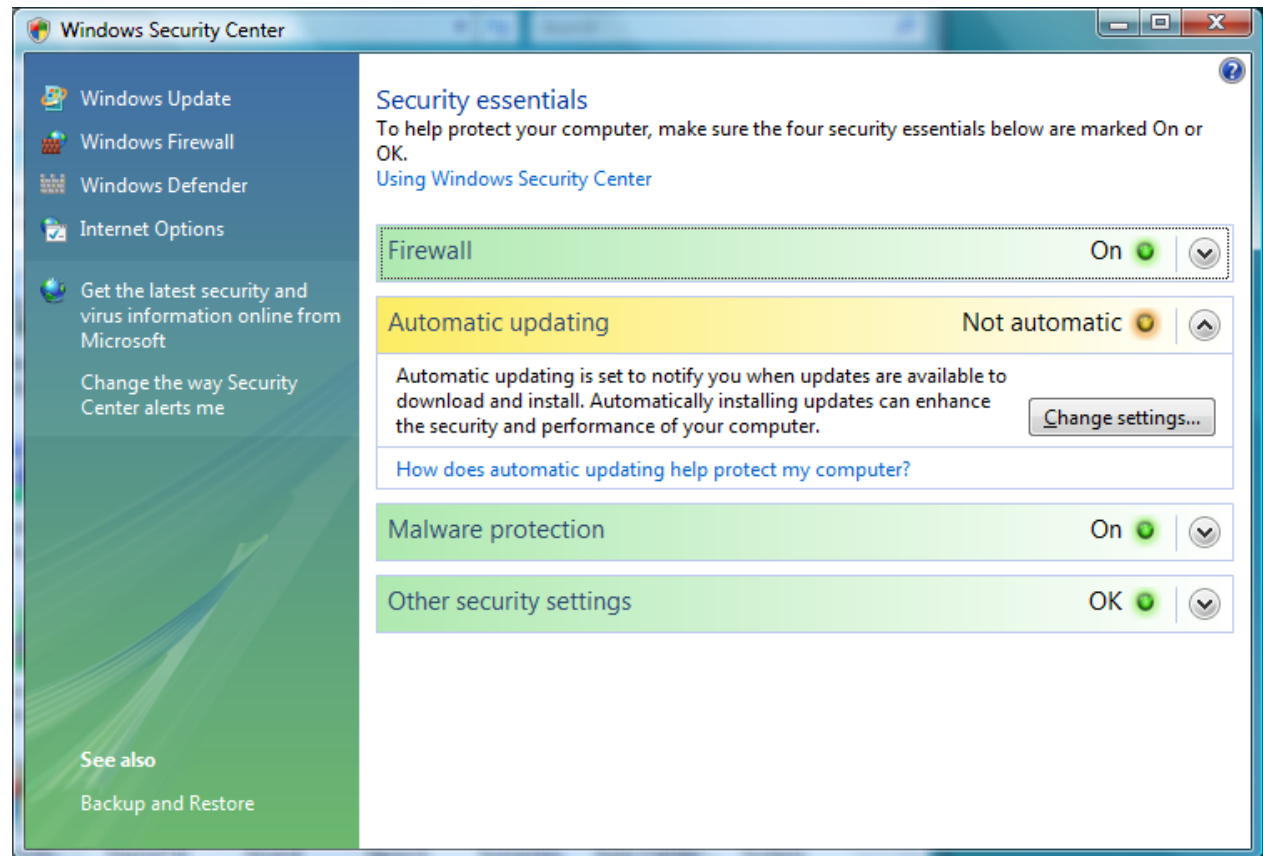 Windows Security Center
Windows Update
Windows Firewall
Windows Defender
Internet Options
Get the latest security and
virus information online from
Microsoft
Change the way Security
Center alerts me
See also
Backup and Restore
Security essentials
To help protect your computer, make sure the four security essentials below are marked On or
OK.
Using Windows Security Center
Firewall On
Automatic updating Not automatic
Automatic updating is set to notify you when updates are available to
download and install. Automatically installing updates can enhance
the security and performance of your computer.
Change settings...
How does automatic updating help protect my computer?
Malware protection On
Other security settings OK